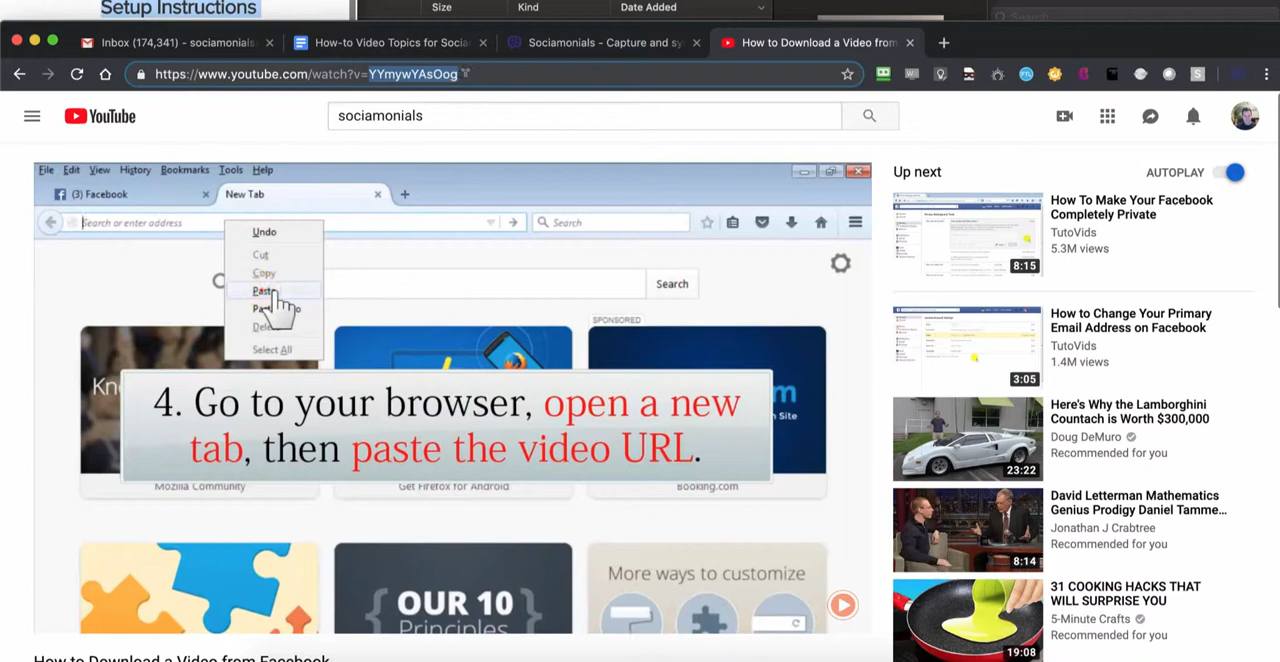 Setup Instructions
Size
Kind
Date Added
Search
Inbox (174,341) - sociamonials
How-to Video Topics for Socia
Sociamonials - Capture and sy
How to Download a Video from
https://www.youtube.com/watch?v=YYmywYAsOog
YouTube
sociamonials
File Edit View History Bookmarks Tools Help
(3) Facebook
New Tab
Search or enter address
Search
Undo
Cut
Copy
Paste
Select All
Search
SPONSORED
4. Go to your browser, open a new
tab, then paste the video URL.
Mozilla Community
Get Firefox for Android
Booking.com
OUR 10
Principles
More ways to customize
How to Download a Video from Facebook
Up next
AUTOPLAY
How To Make Your Facebook
Completely Private
TutoVids
5.3M views
8:15
How to Change Your Primary
Email Address on Facebook
TutoVids
1.4M views
3:05
Here's Why the Lamborghini
Countach is Worth $300,000
Doug DeMuro
Recommended for you
23:22
David Letterman Mathematics
Genius Prodigy Daniel Tamme...
Jonathan J Crabtree
Recommended for you
8:14
31 COOKING HACKS THAT
WILL SURPRISE YOU
5-Minute Crafts
Recommended for you
19:08